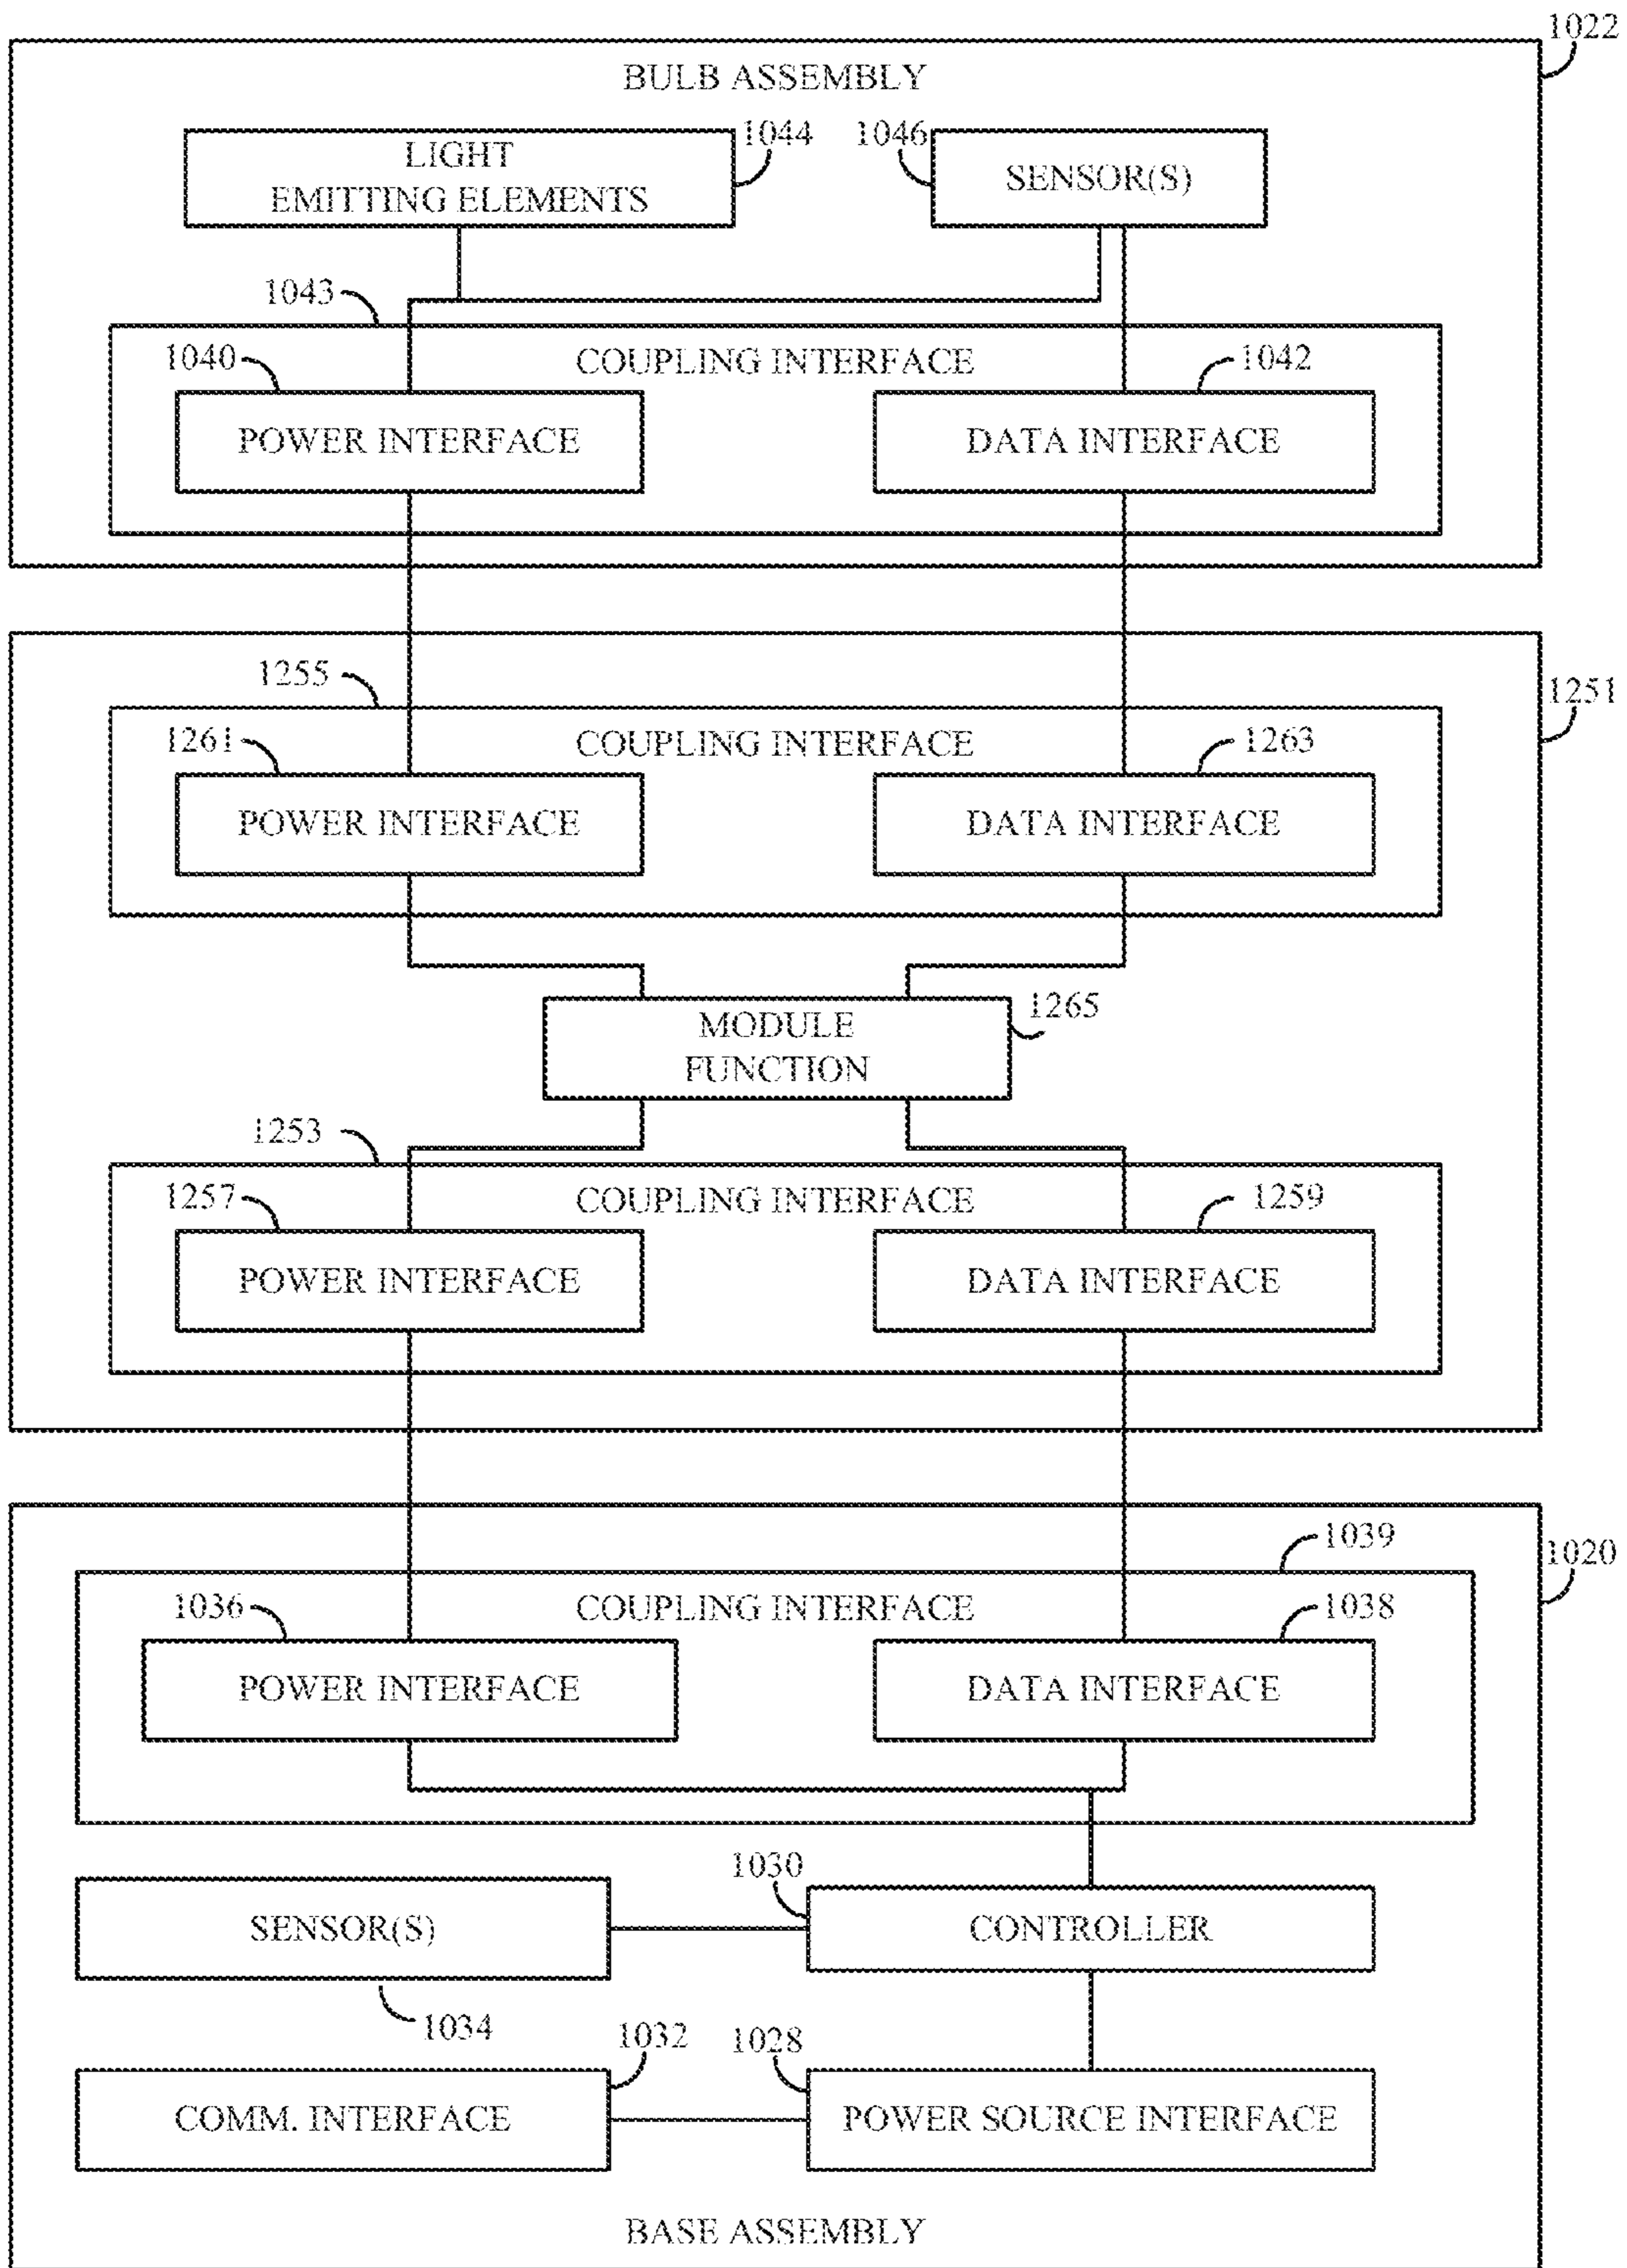 1022
BULB ASSEMBLY
LIGHT
EMITTING ELEMENTS
1044
1046
SENSOR(S)
1043
COUPLING INTERFACE
1040
1042
POWER INTERFACE
DATA INTERFACE
1251
1255
COUPLING INTERFACE
1261
1263
POWER INTERFACE
DATA INTERFACE
MODULE
FUNCTION
1265
1253
COUPLING INTERFACE
1257
1259
POWER INTERFACE
DATA INTERFACE
1020
1039
COUPLING INTERFACE
1036
1038
POWER INTERFACE
DATA INTERFACE
1030
SENSOR(S)
CONTROLLER
1034
1032
1028
COMM. INTERFACE
POWER SOURCE INTERFACE
BASE ASSEMBLY